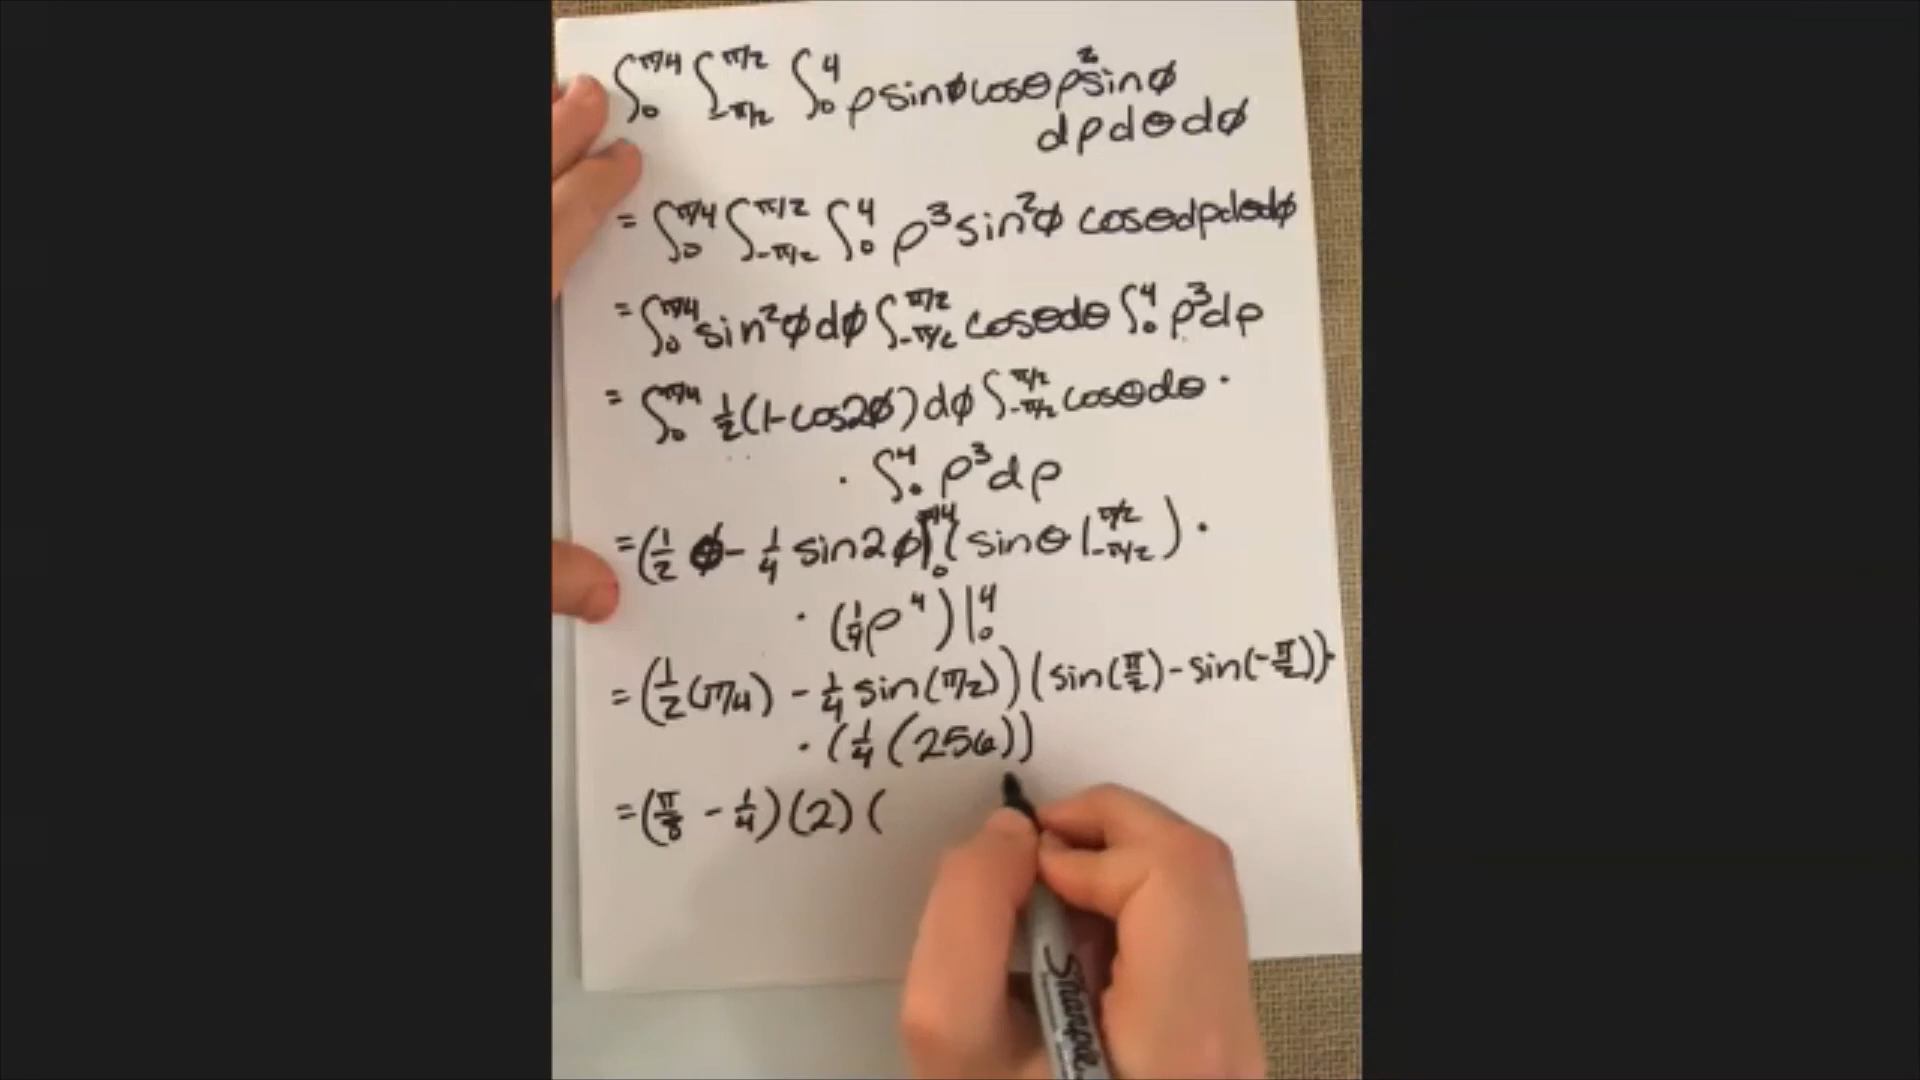 ∫₀^π/4 ∫_-π/2^π/2 ∫₀^4 ρ sinϕ cosθ ρ² sinϕ
dρ dθ dϕ
= ∫₀^π/4 ∫_-π/2^π/2 ∫₀^4 ρ³ sin²ϕ cosθ dρ dθ dϕ
= ∫₀^π/4 sin²ϕ dϕ ∫_-π/2^π/2 cosθ dθ ∫₀^4 ρ³ dρ
= ∫₀^π/4 1/2 (1-cos2ϕ) dϕ ∫_-π/2^π/2 cosθ dθ ·
· ∫₀^4 ρ³ dρ
= (1/2 ϕ - 1/4 sin2ϕ)|₀^π/4 (sinθ |_-π/2^π/2) ·
· (1/4 ρ⁴)|₀^4
= (1/2 (π/4) - 1/4 sin(π/2)) (sin(π/2) - sin(-π/2)) ·
· (1/4 (256))
= (π/8 - 1/4) (2) (
Sharpie